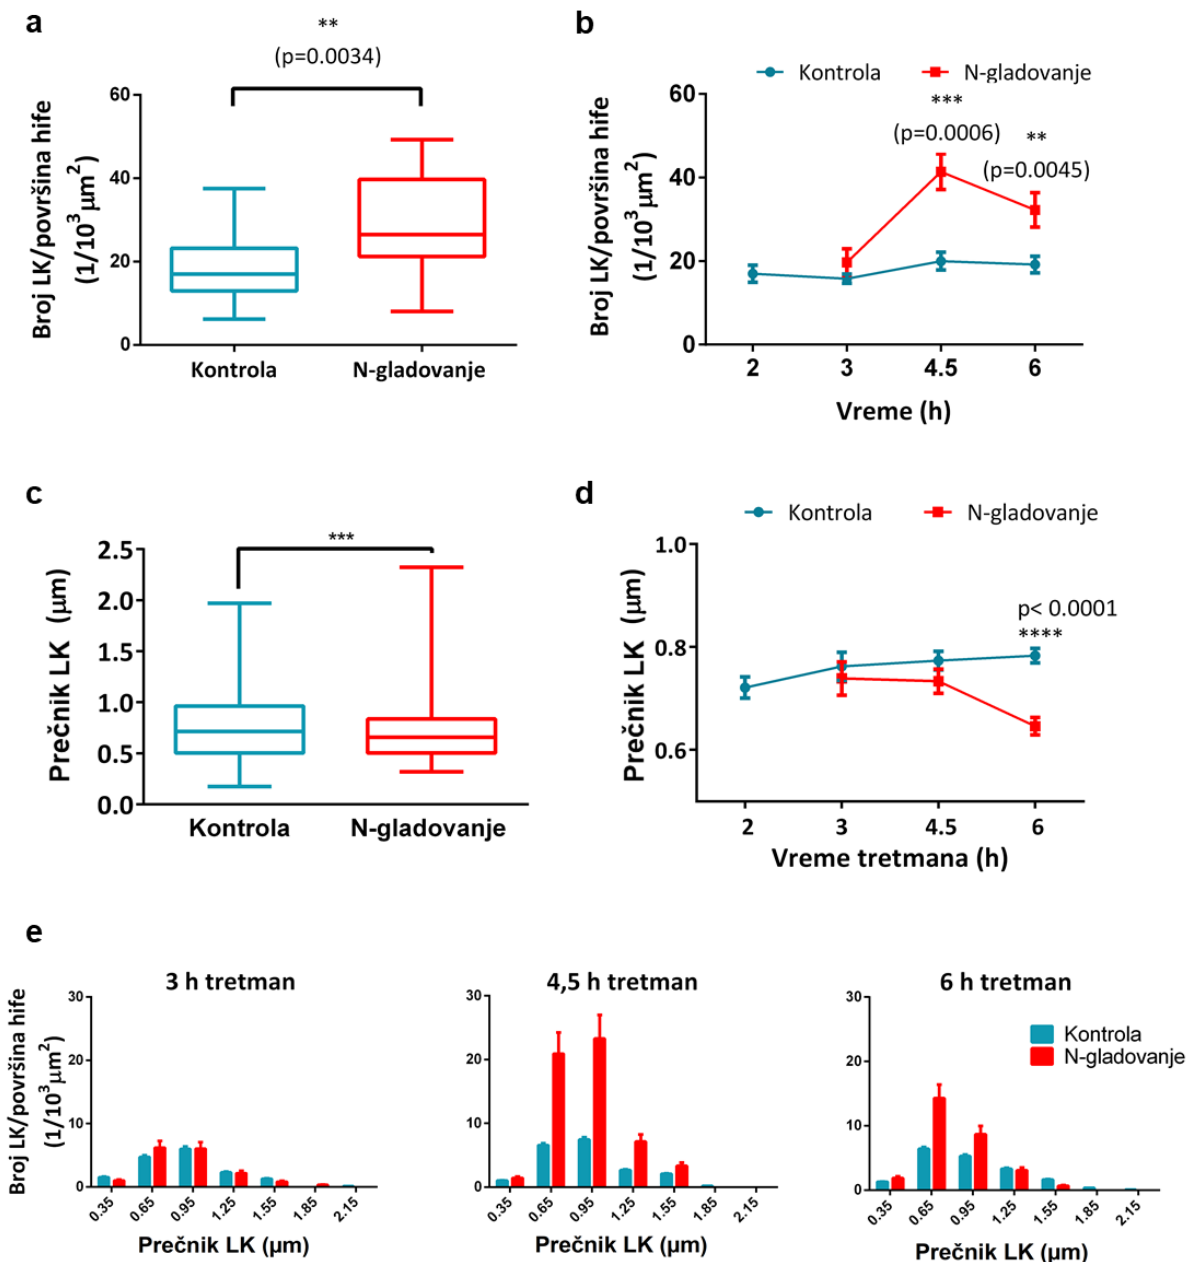 a
**
(p=0.0034)
Broj LK/površina hife
(1/10³ µm²)
60
40
20
0
Kontrola
N-gladovanje
b
Kontrola
N-gladovanje
***
(p=0.0006)
**
(p=0.0045)
Broj LK/površina hife
(1/10³ µm²)
60
40
20
0
2
3
4.5
6
Vreme (h)
c
***
Prečnik LK (µm)
2.5
2.0
1.5
1.0
0.5
0.0
Kontrola
N-gladovanje
d
Kontrola
N-gladovanje
p< 0.0001
****
Prečnik LK (µm)
1.0
0.8
0.6
2
3
4.5
6
Vreme tretmana (h)
e
Broj LK/površina hife
(1/10³ µm²)
3 h tretman
30
20
10
0
0.35
0.65
0.95
1.25
1.55
1.85
2.15
Prečnik LK (µm)
4,5 h tretman
30
20
10
0
0.35
0.65
0.95
1.25
1.55
1.85
2.15
Prečnik LK (µm)
6 h tretman
Kontrola
N-gladovanje
30
20
10
0
0.35
0.65
0.95
1.25
1.55
1.85
2.15
Prečnik LK (µm)